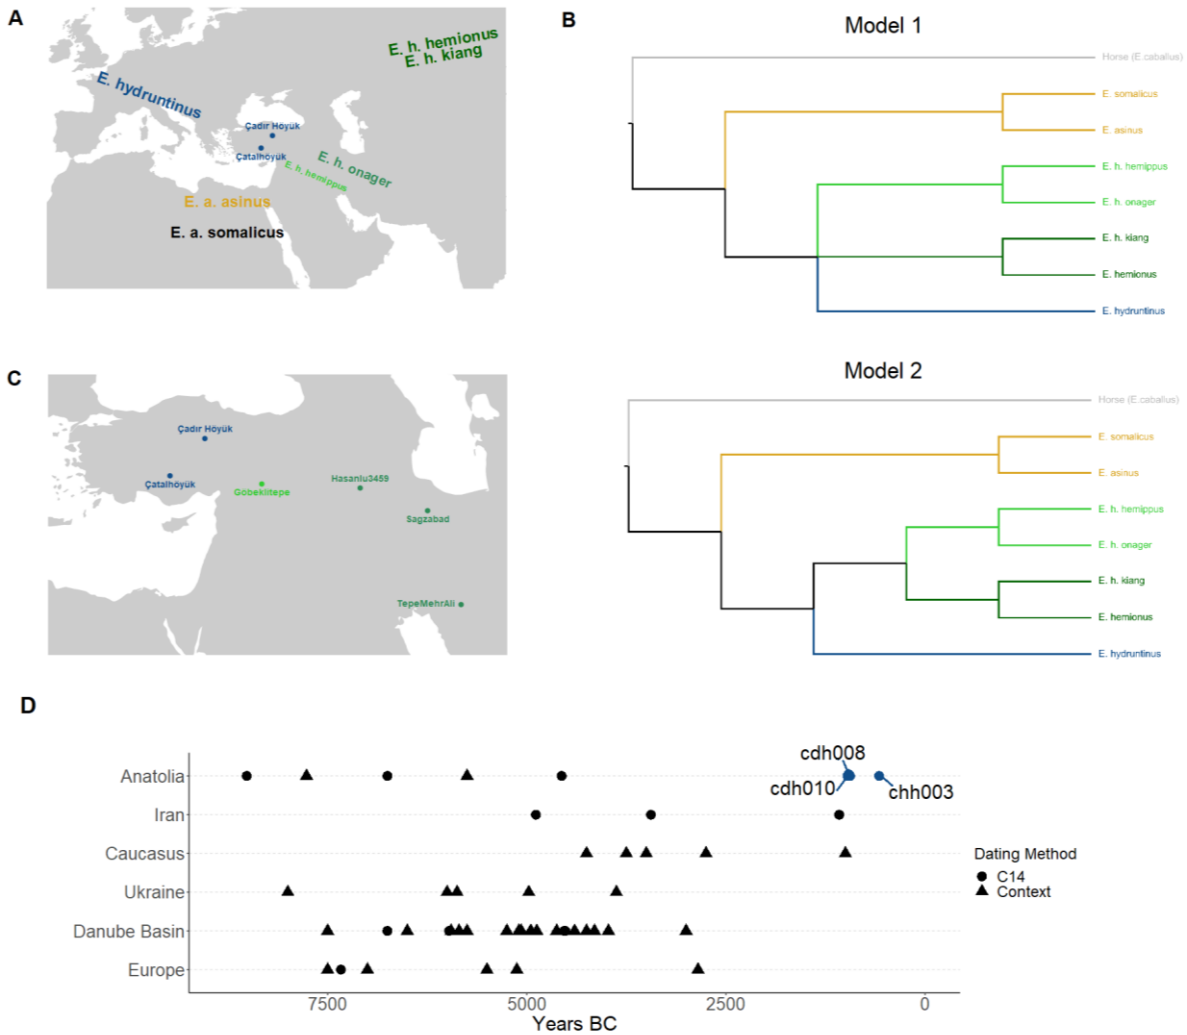 A
E. h. hemionus
E. h. kiang
E. hydruntinus
Çadır Höyük
Çatalhöyük
E. h. onager
E. h. hemippus
E. a. asinus
E. a. somalicus
B
Model 1
Horse (E.caballus)
E. somalicus
E. asinus
E. h. hemippus
E. h. onager
E. h. kiang
E. hemionus
E. hydruntinus
Model 2
Horse (E.caballus)
E. somalicus
E. asinus
E. h. hemippus
E. h. onager
E. h. kiang
E. hemionus
E. hydruntinus
C
Çadır Höyük
Çatalhöyük
Göbeklitepe
Hasanlu3459
Sagzabad
TepeMehrAli
D
Anatolia
Iran
Caucasus
Ukraine
Danube Basin
Europe
cdh008
cdh010
chh003
Dating Method
C14
Context
7500
5000
2500
0
Years BC